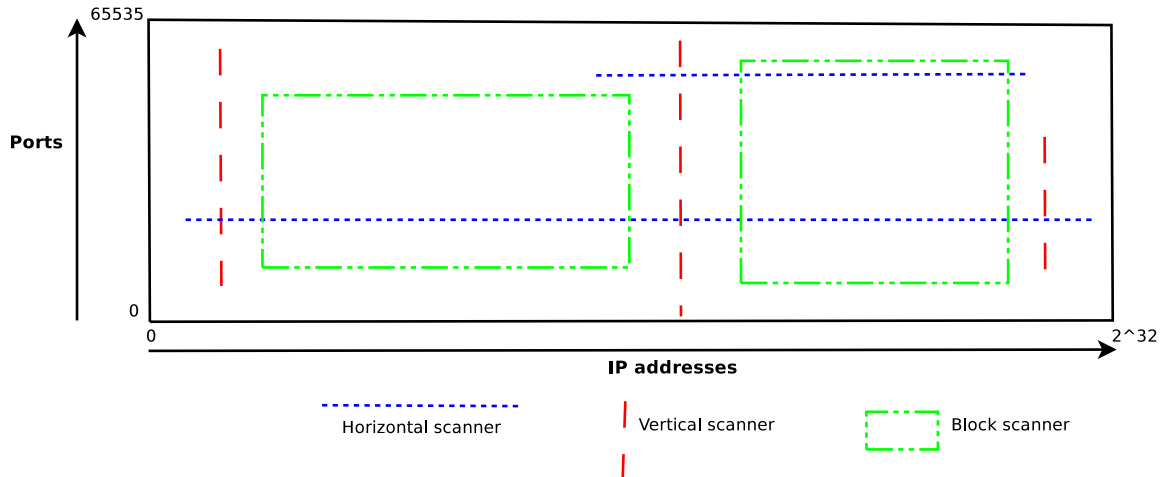 65535
Ports
0
0
2^32
IP addresses
Horizontal scanner
Vertical scanner
Block scanner